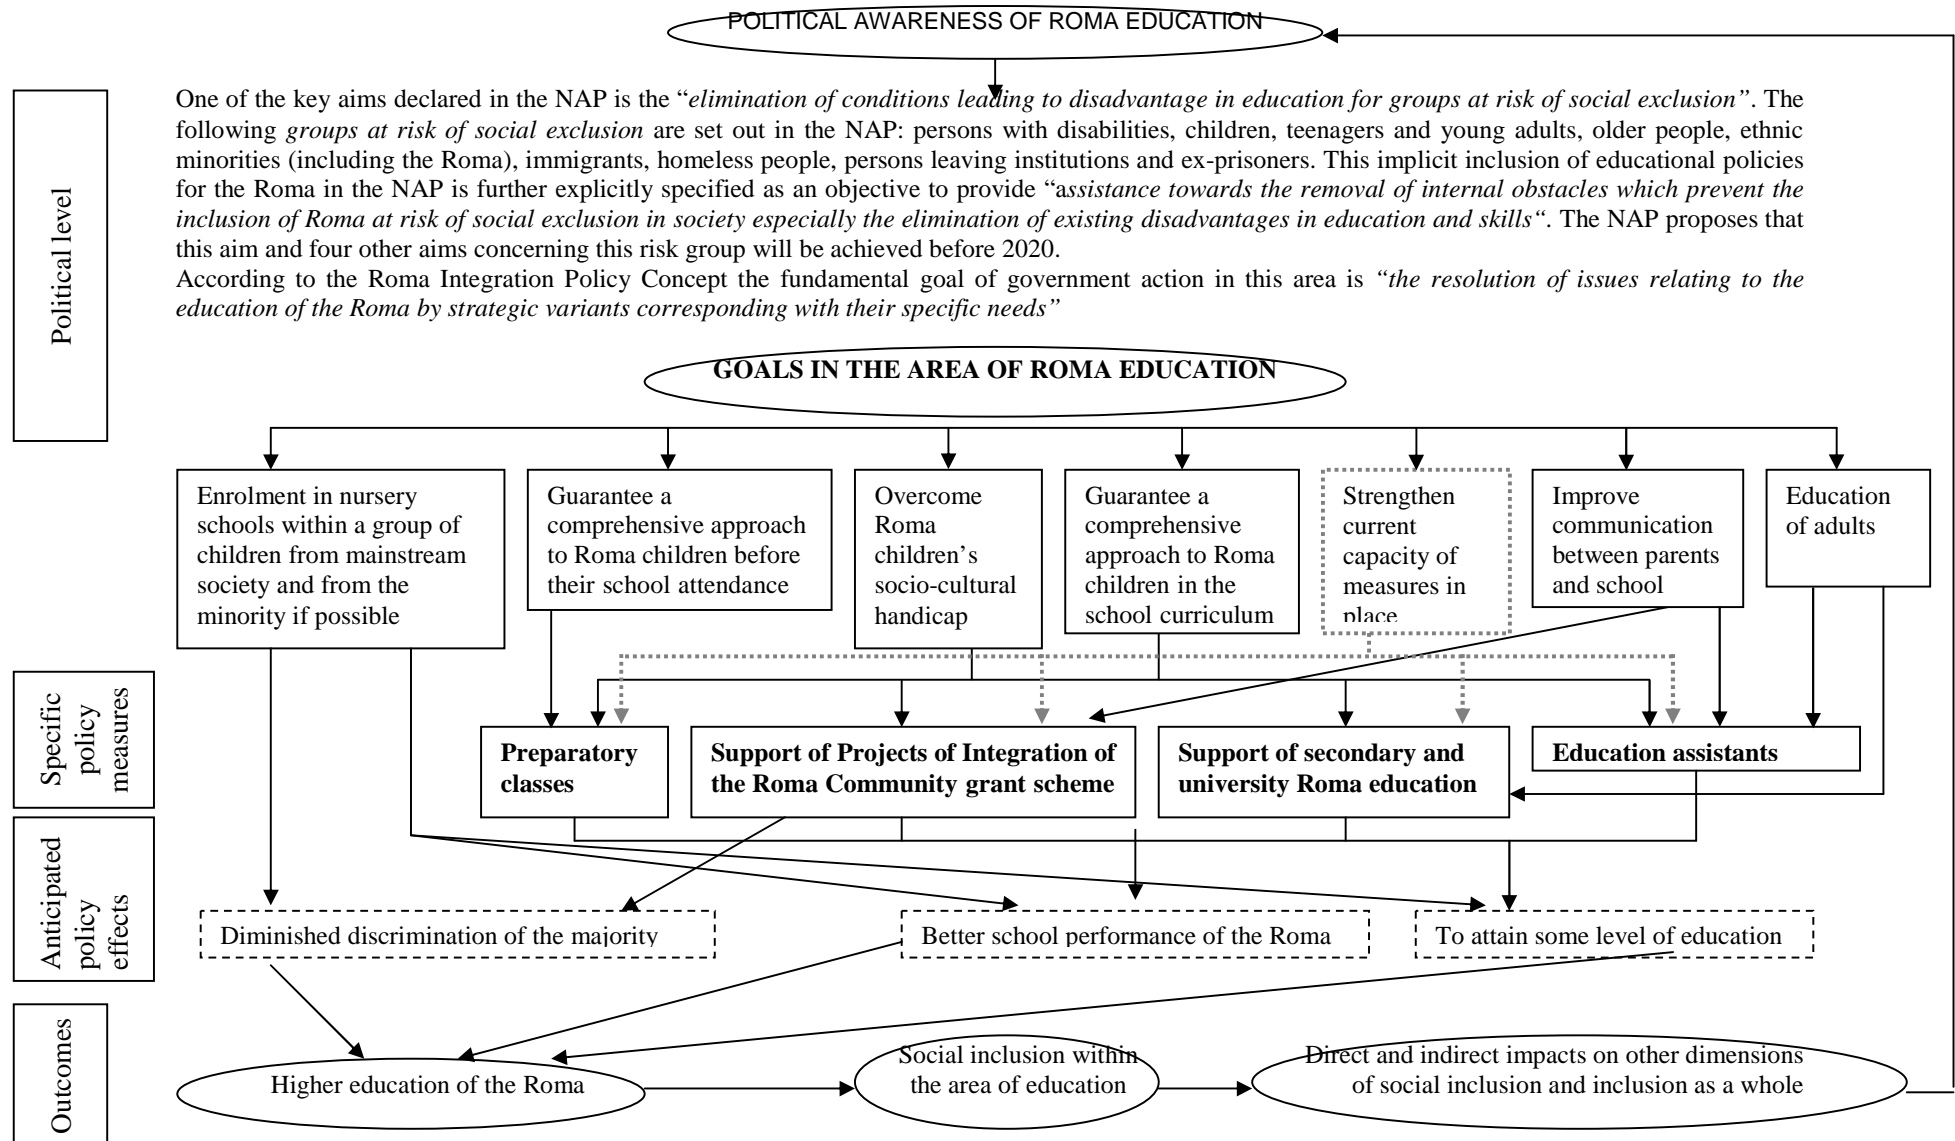 POLITICAL AWARENESS OF ROMA EDUCATION
Political level
One of the key aims declared in the NAP is the “elimination of conditions leading to disadvantage in education for groups at risk of social exclusion”. The
following groups at risk of social exclusion are set out in the NAP: persons with disabilities, children, teenagers and young adults, older people, ethnic
minorities (including the Roma), immigrants, homeless people, persons leaving institutions and ex-prisoners. This implicit inclusion of educational policies
for the Roma in the NAP is further explicitly specified as an objective to provide “assistance towards the removal of internal obstacles which prevent the
inclusion of Roma at risk of social exclusion in society especially the elimination of existing disadvantages in education and skills“. The NAP proposes that
this aim and four other aims concerning this risk group will be achieved before 2020.
According to the Roma Integration Policy Concept the fundamental goal of government action in this area is “the resolution of issues relating to the
education of the Roma by strategic variants corresponding with their specific needs”
GOALS IN THE AREA OF ROMA EDUCATION
Enrolment in nursery
schools within a group of
children from mainstream
society and from the
minority if possible
Guarantee a
comprehensive approach
to Roma children before
their school attendance
Overcome
Roma
children’s
socio-cultural
handicap
Guarantee a
comprehensive
approach to Roma
children in the
school curriculum
Strengthen
current
capacity of
measures in
place
Improve
communication
between parents
and school
Education
of adults
Specific
policy
measures
Preparatory
classes
Support of Projects of Integration of
the Roma Community grant scheme
Support of secondary and
university Roma education
Education assistants
Anticipated
policy
effects
Diminished discrimination of the majority
Better school performance of the Roma
To attain some level of education
Outcomes
Higher education of the Roma
Social inclusion within
the area of education
Direct and indirect impacts on other dimensions
of social inclusion and inclusion as a whole